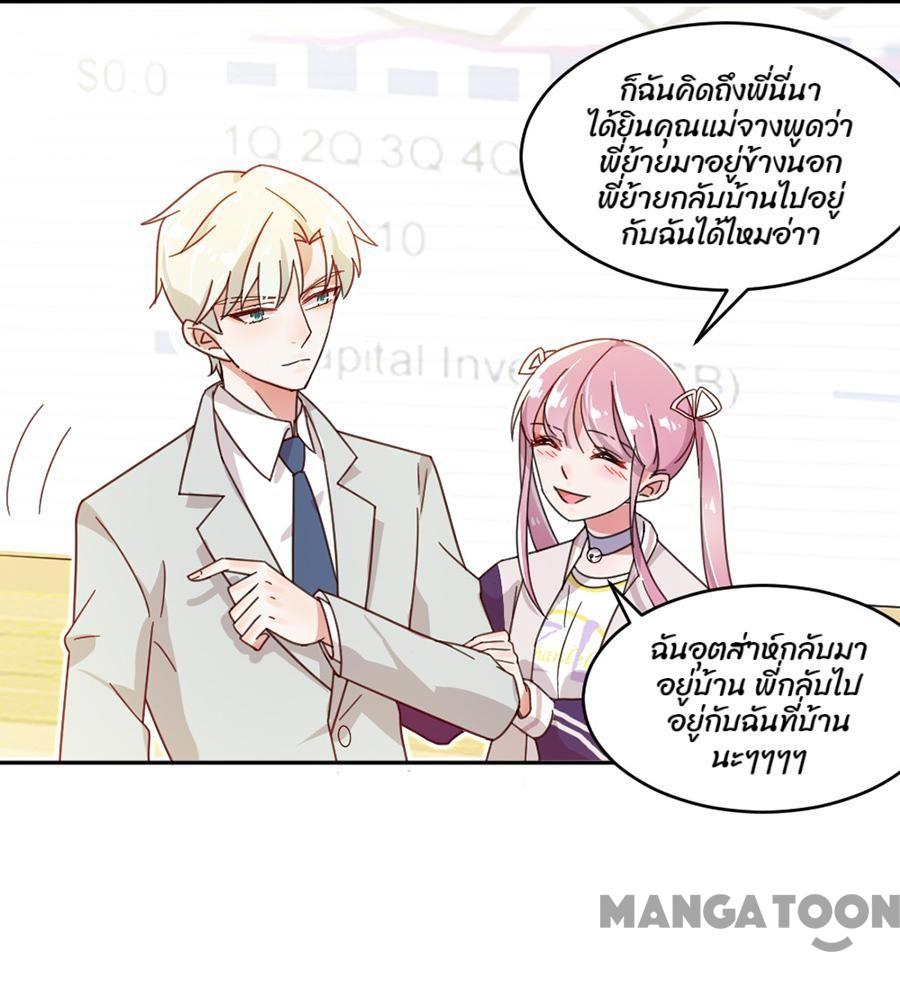 S0.0
1Q 2Q 3Q 4Q
10
ก็ฉันคิดถึงพี่นี่นา
ได้ยินคุณแม่จางพูดว่า
พี่ย้ายมาอยู่ข้างนอก
พี่ย้ายกลับบ้านไปอยู่
กับฉันได้ไหมอ่าา
ฉันอุตส่าห์กลับมา
อยู่บ้าน พี่กลับไป
อยู่กับฉันที่บ้าน
นะๆๆๆๆ
MANGATOON